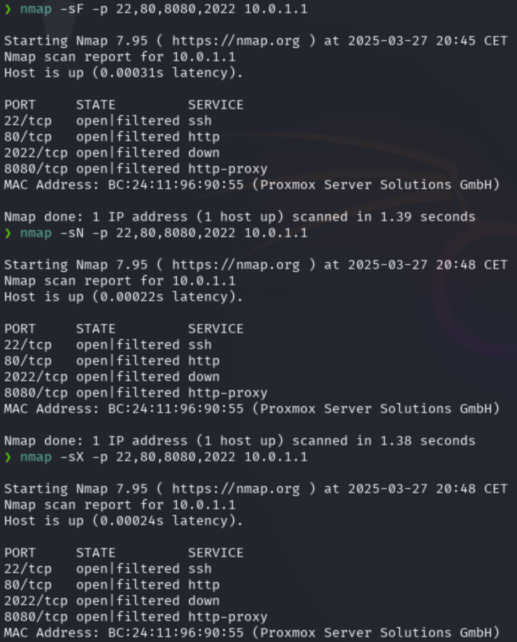 ❯ nmap -sF -p 22,80,8080,2022 10.0.1.1
Starting Nmap 7.95 ( https://nmap.org ) at 2025-03-27 20:45 CET
Nmap scan report for 10.0.1.1
Host is up (0.00031s latency).
PORT     STATE         SERVICE
22/tcp   open|filtered ssh
80/tcp   open|filtered http
2022/tcp open|filtered down
8080/tcp open|filtered http-proxy
MAC Address: BC:24:11:96:90:55 (Proxmox Server Solutions GmbH)
Nmap done: 1 IP address (1 host up) scanned in 1.39 seconds
❯ nmap -sN -p 22,80,8080,2022 10.0.1.1
Starting Nmap 7.95 ( https://nmap.org ) at 2025-03-27 20:48 CET
Nmap scan report for 10.0.1.1
Host is up (0.00022s latency).
PORT     STATE         SERVICE
22/tcp   open|filtered ssh
80/tcp   open|filtered http
2022/tcp open|filtered down
8080/tcp open|filtered http-proxy
MAC Address: BC:24:11:96:90:55 (Proxmox Server Solutions GmbH)
Nmap done: 1 IP address (1 host up) scanned in 1.38 seconds
❯ nmap -sX -p 22,80,8080,2022 10.0.1.1
Starting Nmap 7.95 ( https://nmap.org ) at 2025-03-27 20:48 CET
Nmap scan report for 10.0.1.1
Host is up (0.00024s latency).
PORT     STATE         SERVICE
22/tcp   open|filtered ssh
80/tcp   open|filtered http
2022/tcp open|filtered down
8080/tcp open|filtered http-proxy
MAC Address: BC:24:11:96:90:55 (Proxmox Server Solutions GmbH)